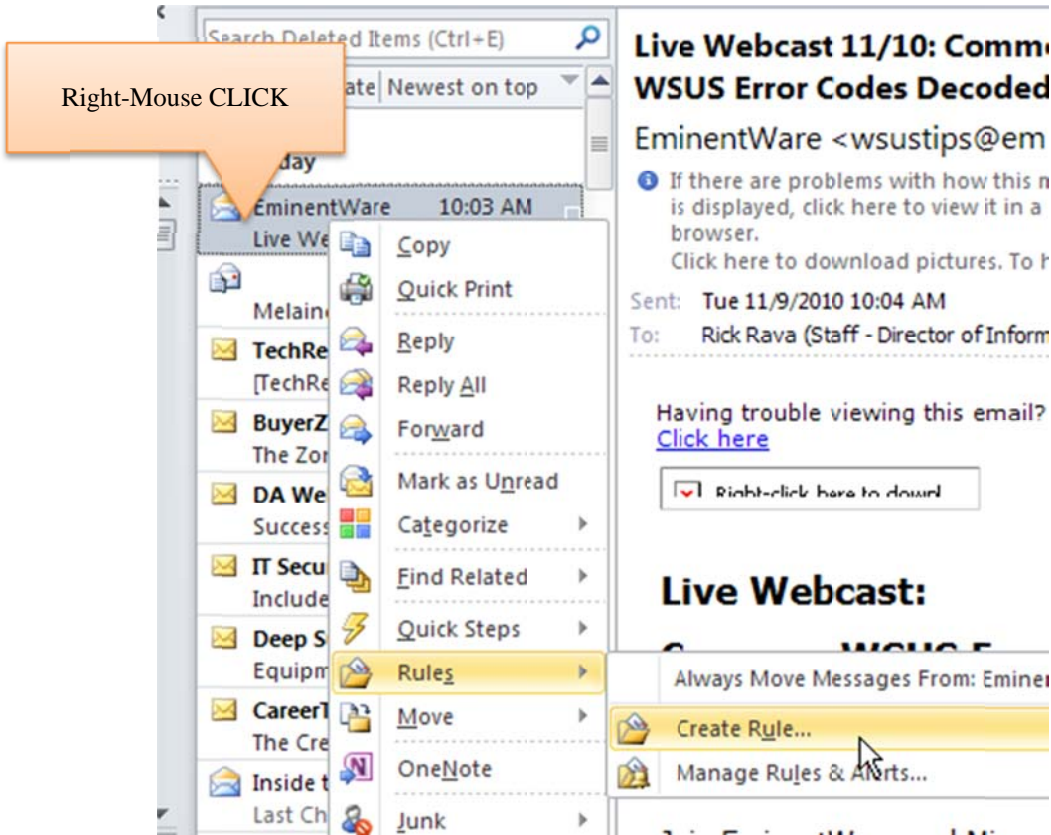 Search Deleted Items (Ctrl+E)
Right-Mouse CLICK
Newest on top
EminentWare 10:03 AM
Live We
Melain
TechRe
[TechRe
BuyerZ
The Zon
DA We
Success
IT Secu
Include
Deep S
Equipm
CareerT
The Cre
Inside t
Last Ch
Copy
Quick Print
Reply
Reply All
Forward
Mark as Unread
Categorize
Find Related
Quick Steps
Rules
Move
OneNote
Junk
Always Move Messages From: Eminen
Create Rule...
Manage Rules & Alerts...
Live Webcast 11/10: Comm
WSUS Error Codes Decoded
EminentWare <wsustips@em
If there are problems with how this m
is displayed, click here to view it in a
browser.
Click here to download pictures. To h
Sent: Tue 11/9/2010 10:04 AM
To: Rick Rava (Staff - Director of Inform
Having trouble viewing this email?
Click here
Right-click here to downl
Live Webcast: